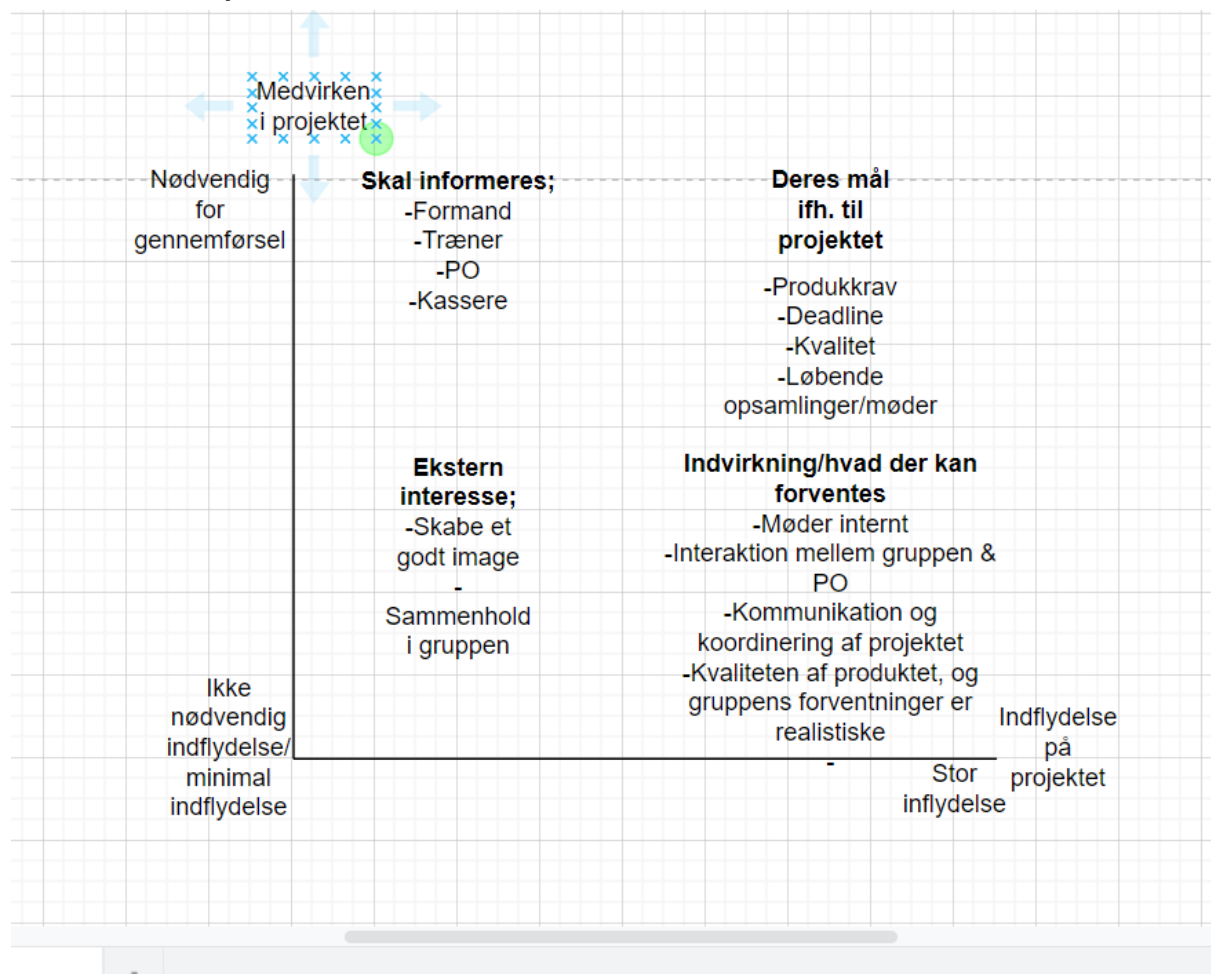 Medvirken
i projektet
Nødvendig
for
gennemførsel
Skal informeres;
-Formand
-Træner
-PO
-Kassere
Deres mål
ifh. til
projektet
-Produkkrav
-Deadline
-Kvalitet
-Løbende
opsamlinger/møder
Ekstern
interesse;
-Skabe et
godt image
-
Sammenhold
i gruppen
Indvirkning/hvad der kan
forventes
-Møder internt
-Interaktion mellem gruppen &
PO
-Kommunikation og
koordinering af projektet
-Kvaliteten af produktet, og
gruppens forventninger er
realistiske
-
Ikke
nødvendig
indflydelse/
minimal
indflydelse
Stor
inflydelse
Indflydelse
på
projektet